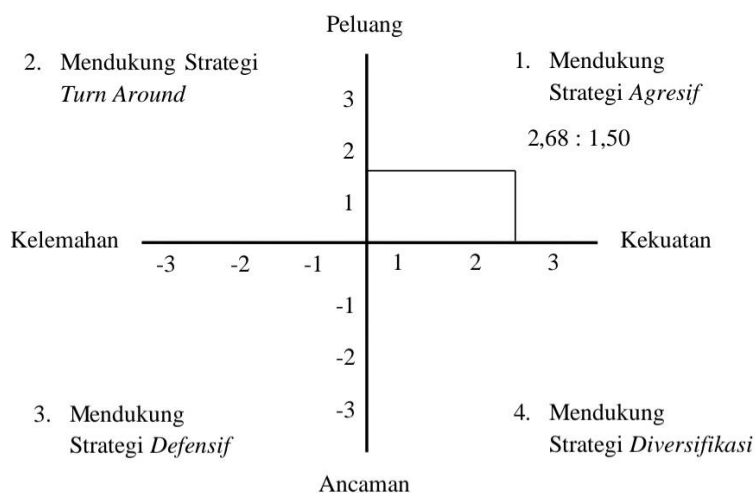 Peluang
2. Mendukung Strategi
Turn Around
1. Mendukung
Strategi Agresif
2,68 : 1,50
3
2
1
Kelemahan
Kekuatan
-3 -2 -1 1 2 3
-1
-2
-3
3. Mendukung
Strategi Defensif
4. Mendukung
Strategi Diversifikasi
Ancaman